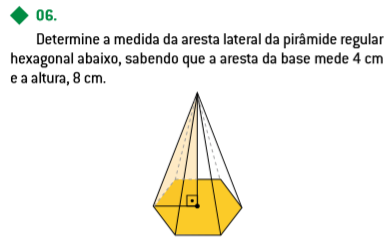 06.
Determine a medida da aresta lateral da pirâmide regular
hexagonal abaixo, sabendo que a aresta da base mede 4 cm
e a altura, 8 cm.